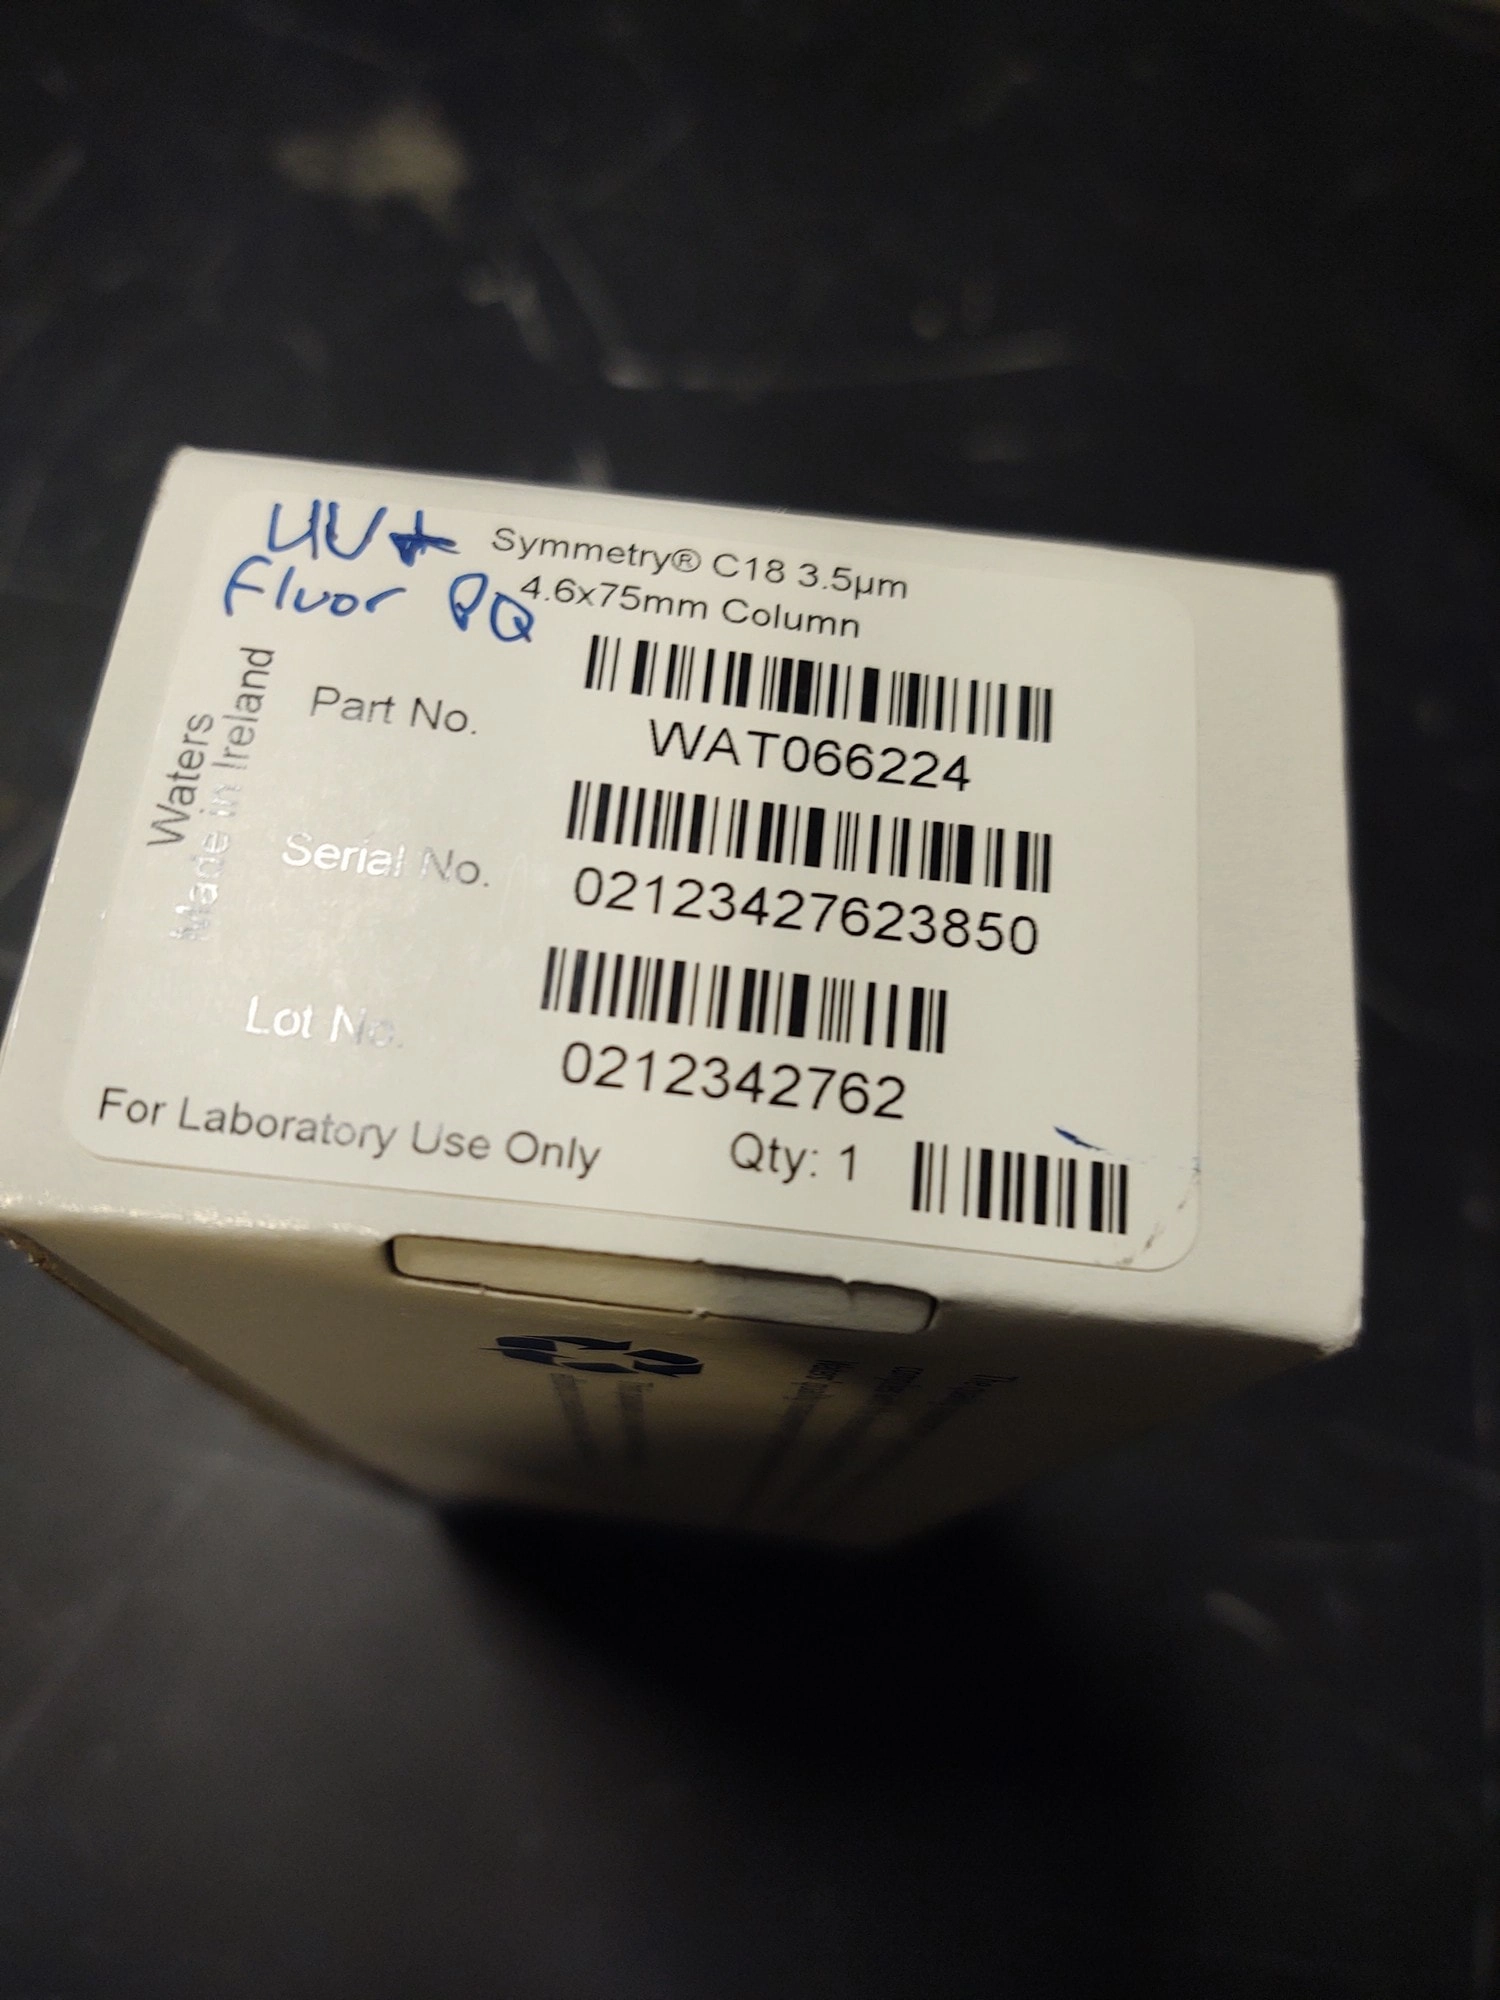 UV+
Fluor PQ
Symmetry® C18 3.5µm
4.6x75mm Column
Waters
Made in Ireland
Part No.
WAT066224
Serial No.
02123427623850
Lot No.
0212342762
For Laboratory Use Only
Qty: 1